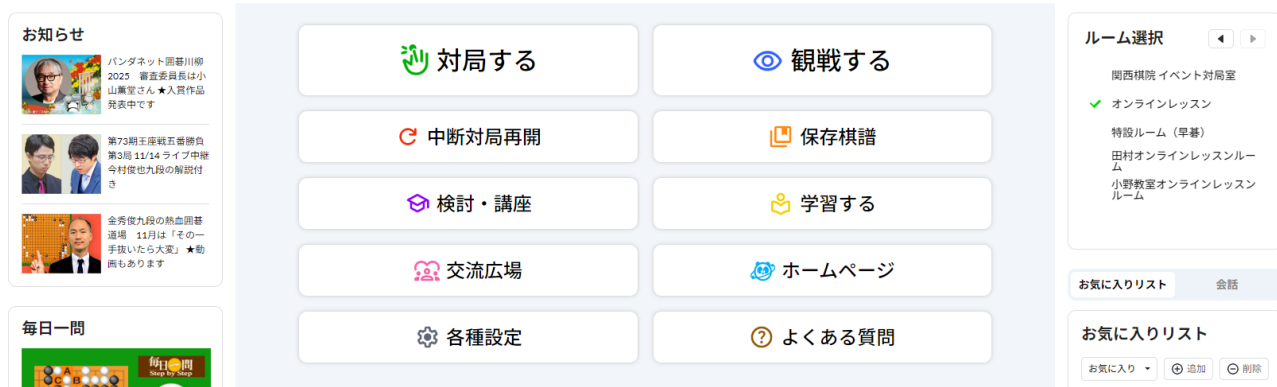 お知らせ
パンダネット囲碁川柳
2025 審査委員長は小
山薫堂さん ★入賞作品
発表中です
第73期王座戦五番勝負
第3局 11/14 ライブ中継
今村俊也九段の解説付
き
金秀俊九段の熱血囲碁
道場 11月は「その一
手抜いたら大変」 ★動
画もあります
毎日一問
毎日一問
Step by Step
A
C B
対局する
観戦する
中断対局再開
保存棋譜
検討・講座
学習する
交流広場
ホームページ
各種設定
よくある質問
ルーム選択
関西棋院 イベント対局室
オンラインレッスン
特設ルーム（早碁）
田村オンラインレッスンルー
ム
小野教室オンラインレッスン
ルーム
お気に入りリスト 会話
お気に入りリスト
お気に入り 追加 削除